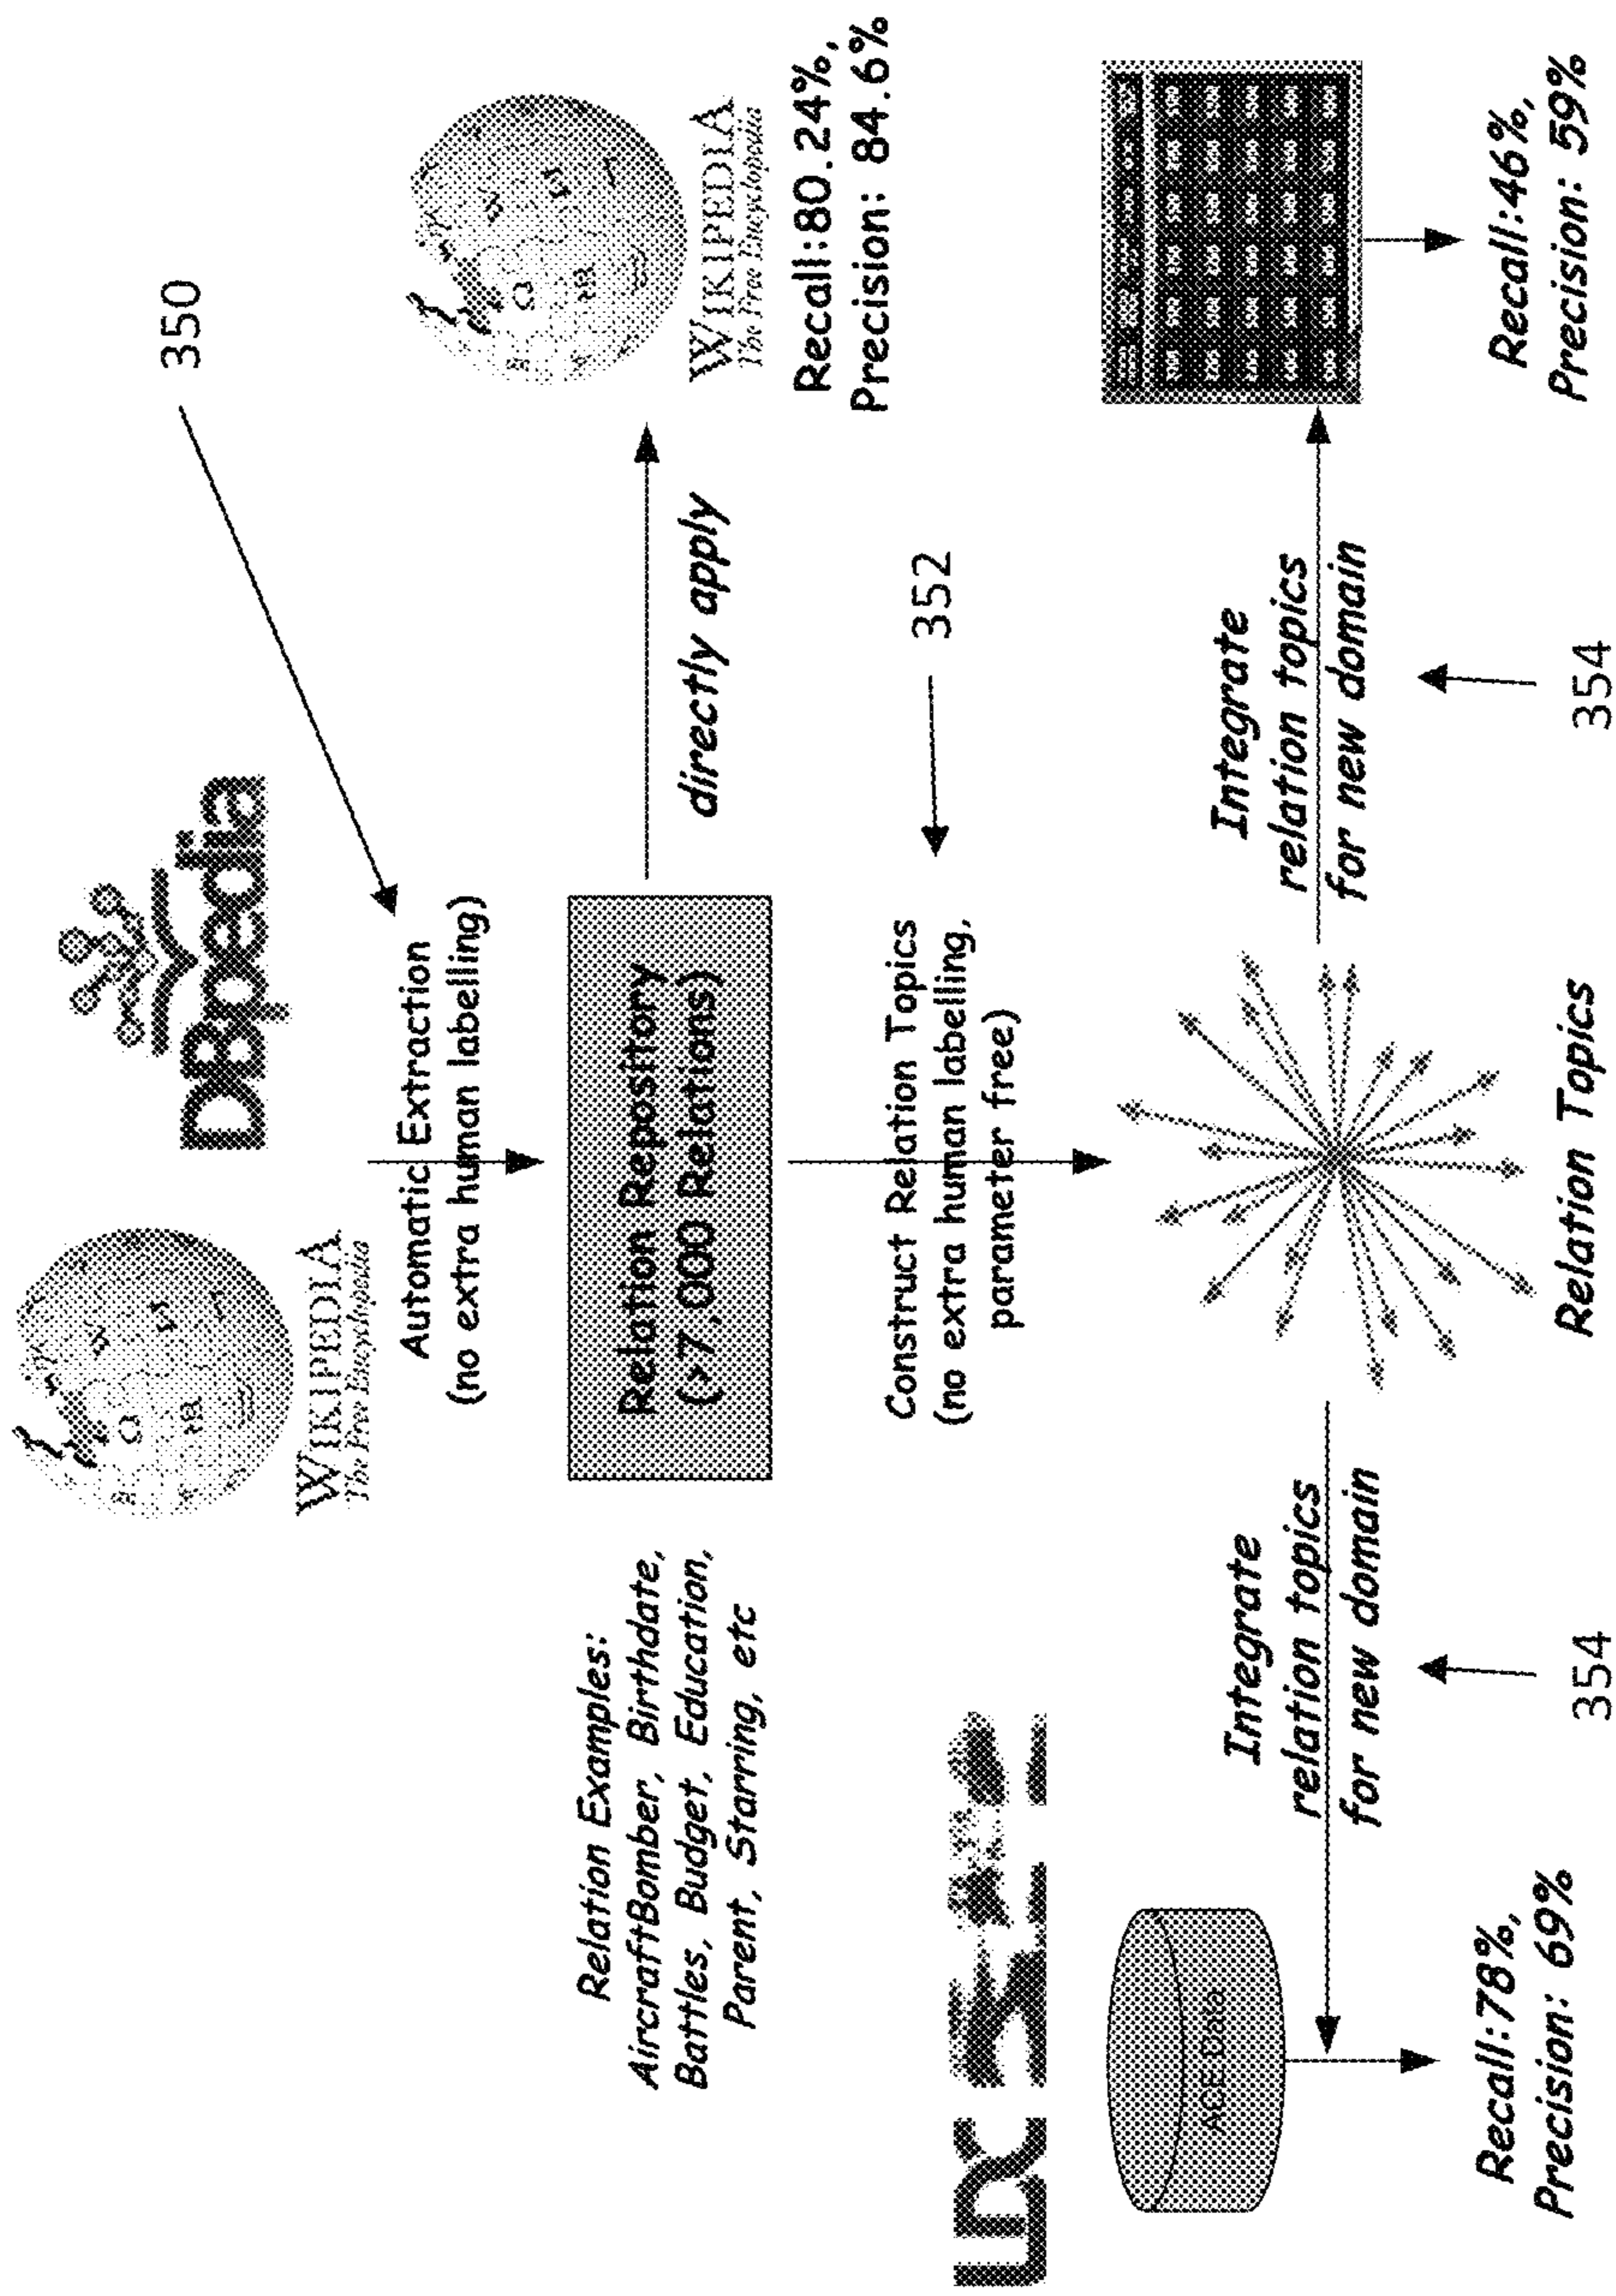 WIKIPEDIA
The Free Encyclopedia
DBpedia
350
Automatic Extraction
(no extra human labelling)
Relation Examples:
AircraftBomber, Birthdate,
Battles, Budget, Education,
Parent, Starring, etc
Relation Repository
(>7,000 Relations)
directly apply
WIKIPEDIA
The Free Encyclopedia
Recall:80.24%,
Precision: 84.6%
Construct Relation Topics
(no extra human labelling,
parameter free)
352
LDC
ACE Data
Integrate
relation topics
for new domain
354
Recall:78%,
Precision: 69%
Relation Topics
Integrate
relation topics
for new domain
354
Recall:46%,
Precision: 59%